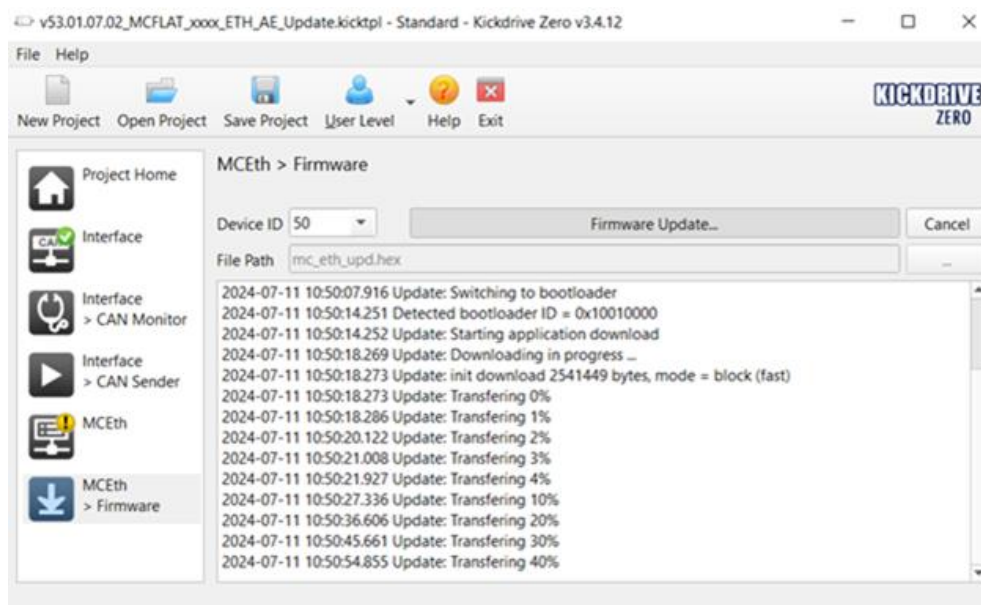 v53.01.07.02_MCFLAT_xxxx_ETH_AE_Update.kicktpl - Standard - Kickdrive Zero v3.4.12
File Help
New Project Open Project Save Project User Level Help Exit
KICKDRIVE
ZERO
Project Home
Interface
CAN
Interface
> CAN Monitor
Interface
> CAN Sender
MCEth
MCEth
> Firmware
MCEth > Firmware
Device ID 50 Firmware Update... Cancel
File Path mc_eth_upd.hex ...
2024-07-11 10:50:07.916 Update: Switching to bootloader
2024-07-11 10:50:14.251 Detected bootloader ID = 0x10010000
2024-07-11 10:50:14.252 Update: Starting application download
2024-07-11 10:50:18.269 Update: Downloading in progress ...
2024-07-11 10:50:18.273 Update: init download 2541449 bytes, mode = block (fast)
2024-07-11 10:50:18.273 Update: Transfering 0%
2024-07-11 10:50:18.286 Update: Transfering 1%
2024-07-11 10:50:20.122 Update: Transfering 2%
2024-07-11 10:50:21.008 Update: Transfering 3%
2024-07-11 10:50:21.927 Update: Transfering 4%
2024-07-11 10:50:27.336 Update: Transfering 10%
2024-07-11 10:50:36.606 Update: Transfering 20%
2024-07-11 10:50:45.661 Update: Transfering 30%
2024-07-11 10:50:54.855 Update: Transfering 40%